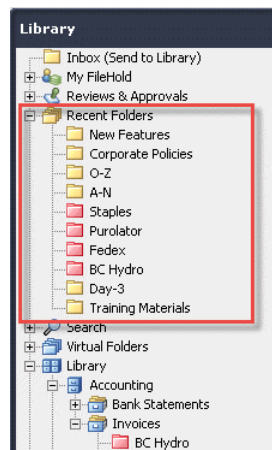 Library
Inbox (Send to Library)
My FileHold
Reviews & Approvals
Recent Folders
New Features
Corporate Policies
O-Z
A-N
Staples
Purolator
Fedex
BC Hydro
Day-3
Training Materials
Search
Virtual Folders
Library
Accounting
Bank Statements
Invoices
BC Hydro